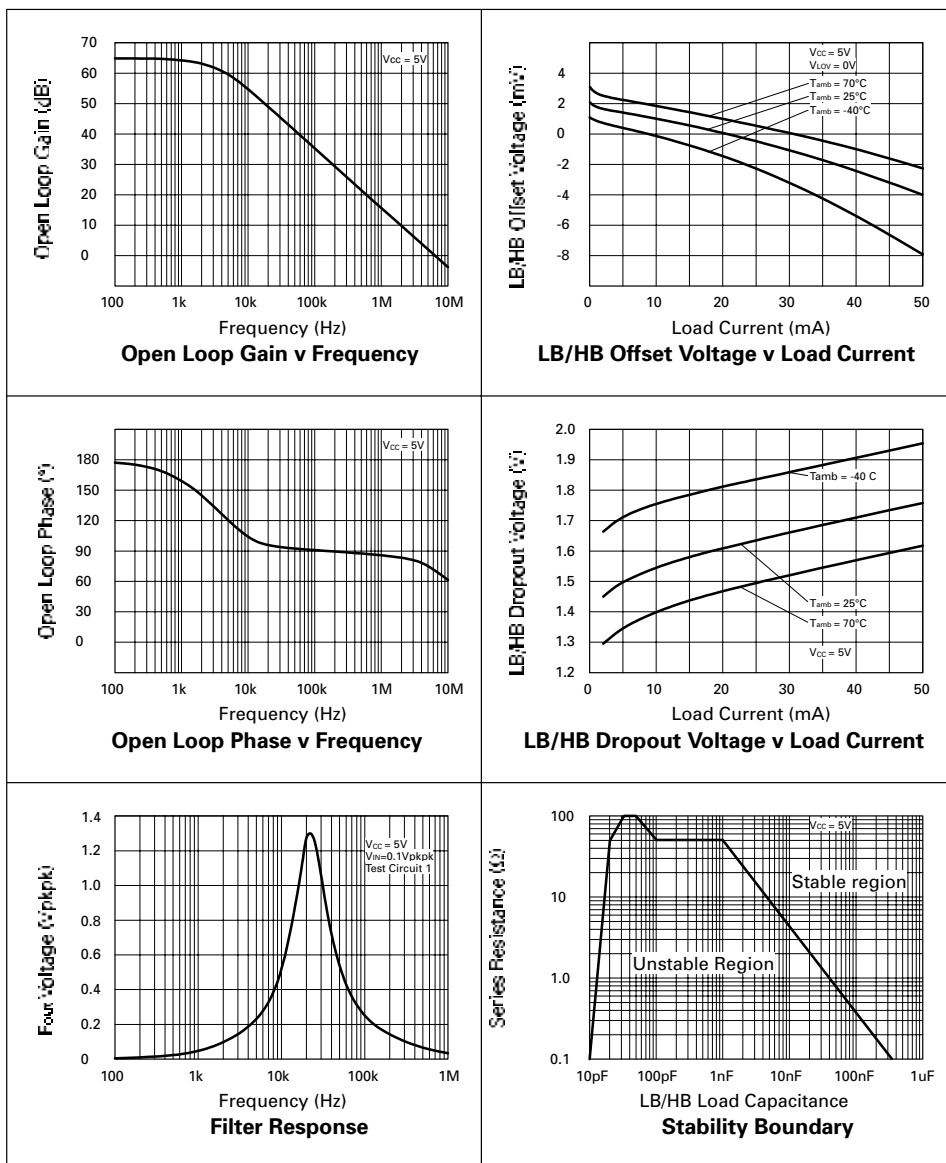 Open Loop Gain (dB)
70
60
50
40
30
20
10
0
Vcc = 5V
100 1k 10k 100k 1M 10M
Frequency (Hz)
Open Loop Gain v Frequency
LB/HB Offset Voltage (mV)
4
2
0
-2
-4
-6
-8
Vcc = 5V
VLOV = 0V
Tamb = 70°C
Tamb = 25°C
Tamb = -40°C
0 10 20 30 40 50
Load Current (mA)
LB/HB Offset Voltage v Load Current
Open Loop Phase (°)
180
150
120
90
60
30
0
Vcc = 5V
100 1k 10k 100k 1M 10M
Frequency (Hz)
Open Loop Phase v Frequency
LB/HB Dropout Voltage (V)
2.0
1.9
1.8
1.7
1.6
1.5
1.4
1.3
1.2
Tamb = -40 C
Tamb = 25°C
Tamb = 70°C
Vcc = 5V
0 10 20 30 40 50
Load Current (mA)
LB/HB Dropout Voltage v Load Current
FOUT Voltage (Vpkpk)
1.4
1.2
1.0
0.8
0.6
0.4
0.2
0
Vcc = 5V
VIN=0.1Vpkpk
Test Circuit 1
100 1k 10k 100k 1M
Frequency (Hz)
Filter Response
Series Resistance (Ω)
100
10
1.0
0.1
Vcc = 5V
Stable region
Unstable Region
10pF 100pF 1nF 10nF 100nF 1uF
LB/HB Load Capacitance
Stability Boundary